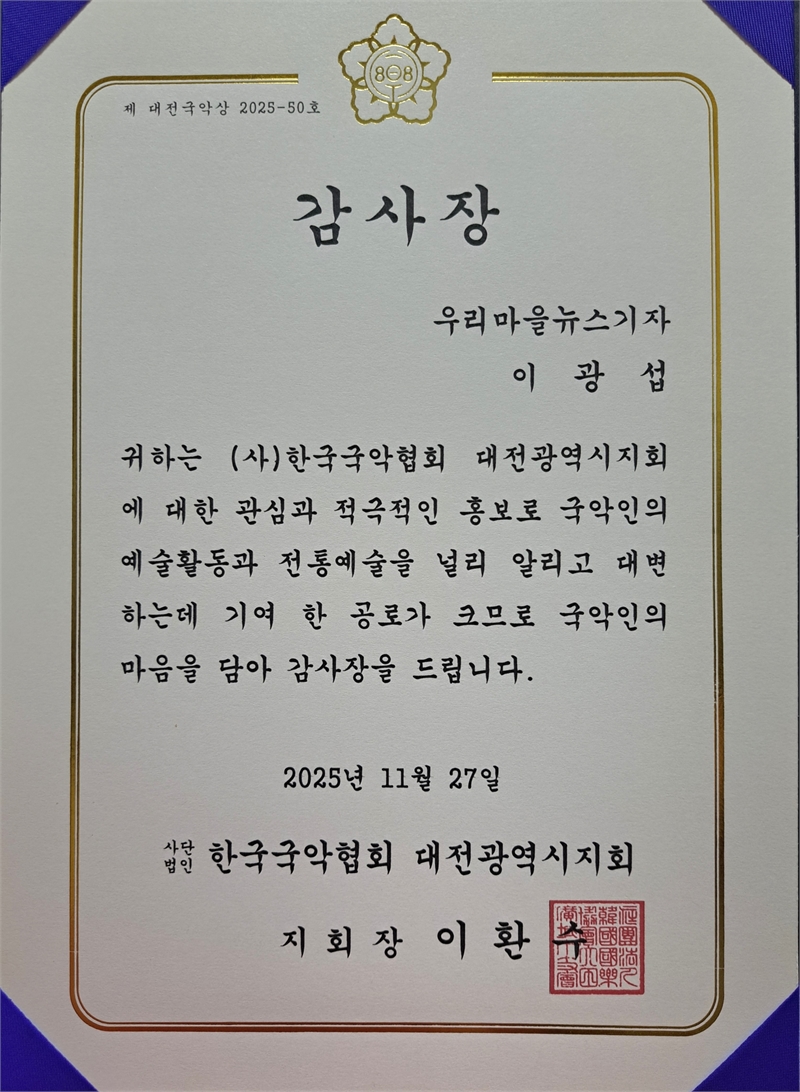 제 대전국악상 2025-50호
감사장
우리마을뉴스기자
이 광 섭
귀하는 (사)한국국악협회 대전광역시지회
에 대한 관심과 적극적인 홍보로 국악인의
예술활동과 전통예술을 널리 알리고 대변
하는데 기여 한 공로가 크므로 국악인의
마음을 담아 감사장을 드립니다.
2025년 11월 27일
사단법인 한국국악협회 대전광역시지회
지회장 이환수